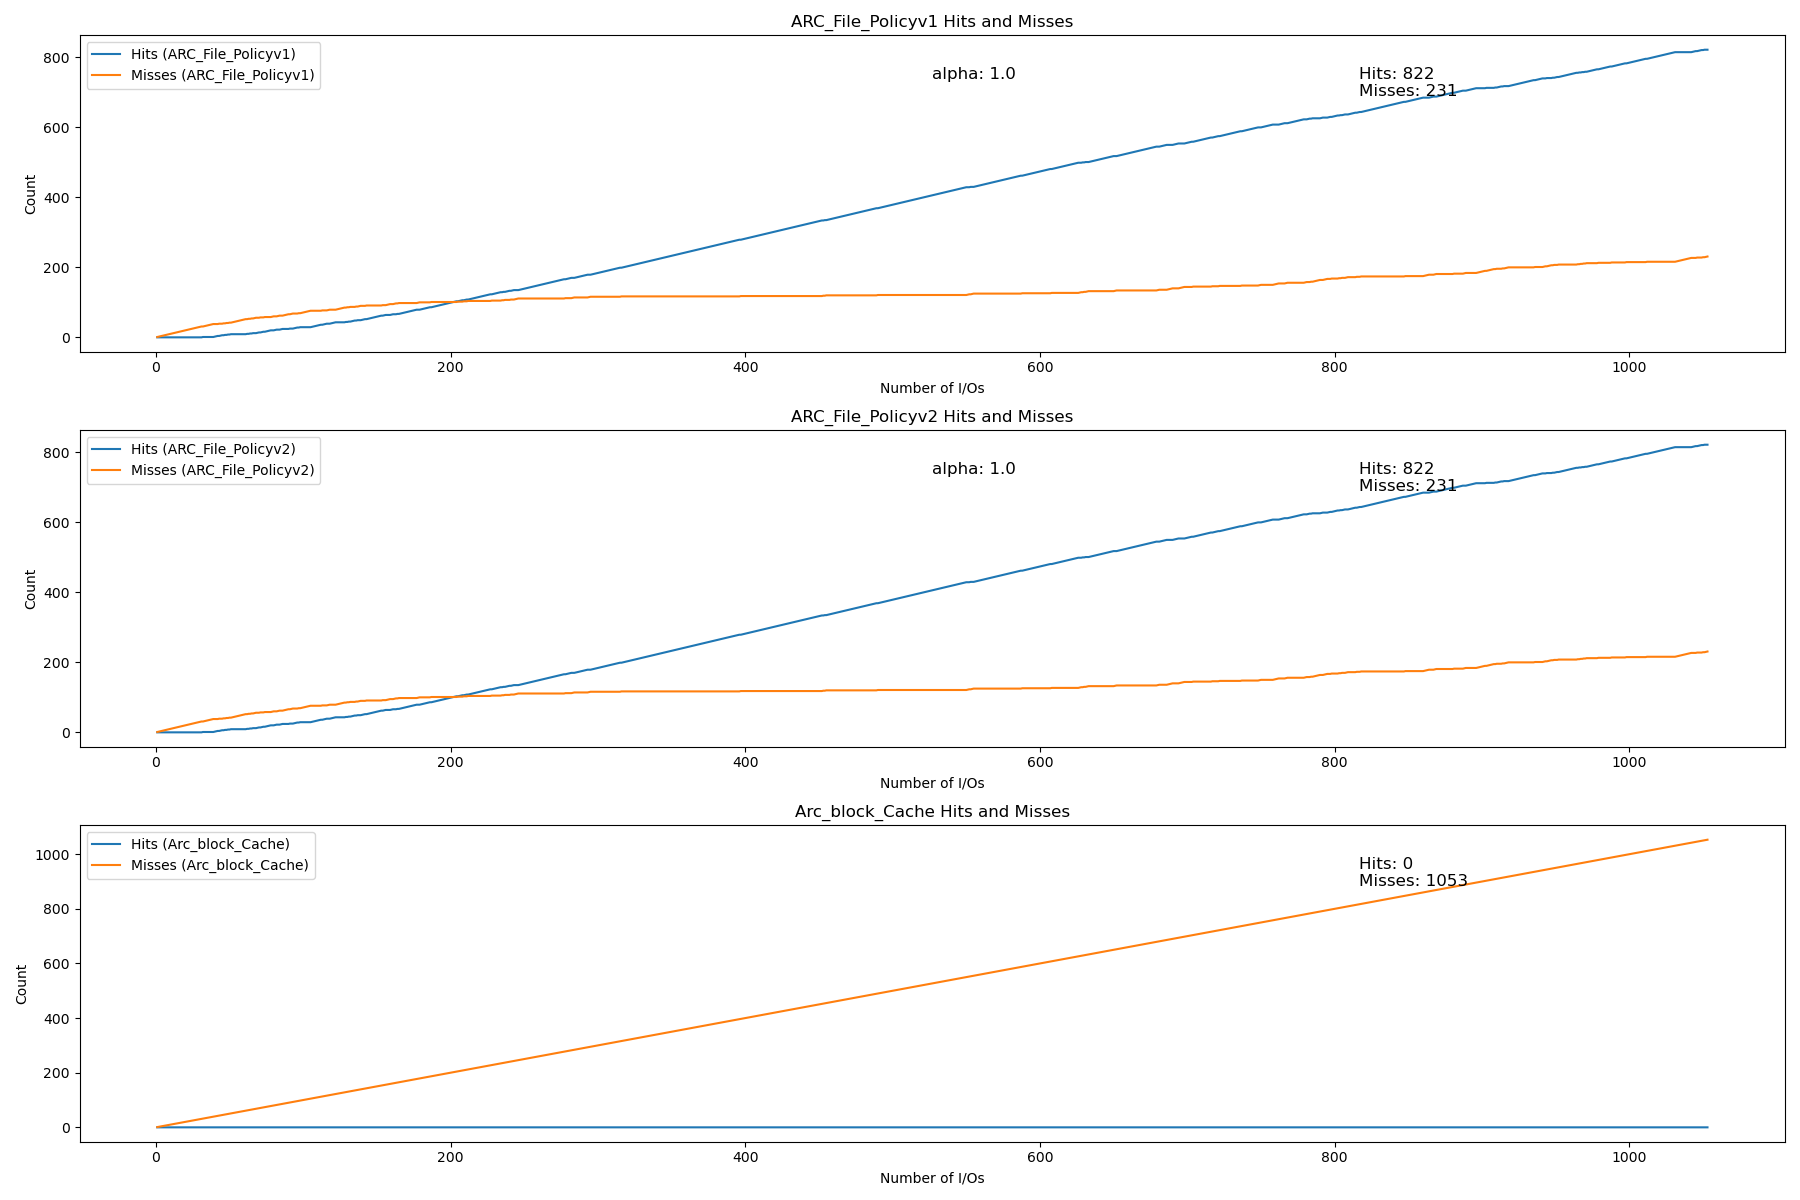 ARC_File_Policyv1 Hits and Misses
Hits (ARC_File_Policyv1)
Misses (ARC_File_Policyv1)
alpha: 1.0
Hits: 822
Misses: 231
800
600
400
200
0
Count
0 200 400 600 800 1000
Number of I/Os
ARC_File_Policyv2 Hits and Misses
Hits (ARC_File_Policyv2)
Misses (ARC_File_Policyv2)
alpha: 1.0
Hits: 822
Misses: 231
800
600
400
200
0
Count
0 200 400 600 800 1000
Number of I/Os
Arc_block_Cache Hits and Misses
Hits (Arc_block_Cache)
Misses (Arc_block_Cache)
Hits: 0
Misses: 1053
1000
800
600
400
200
0
Count
0 200 400 600 800 1000
Number of I/Os